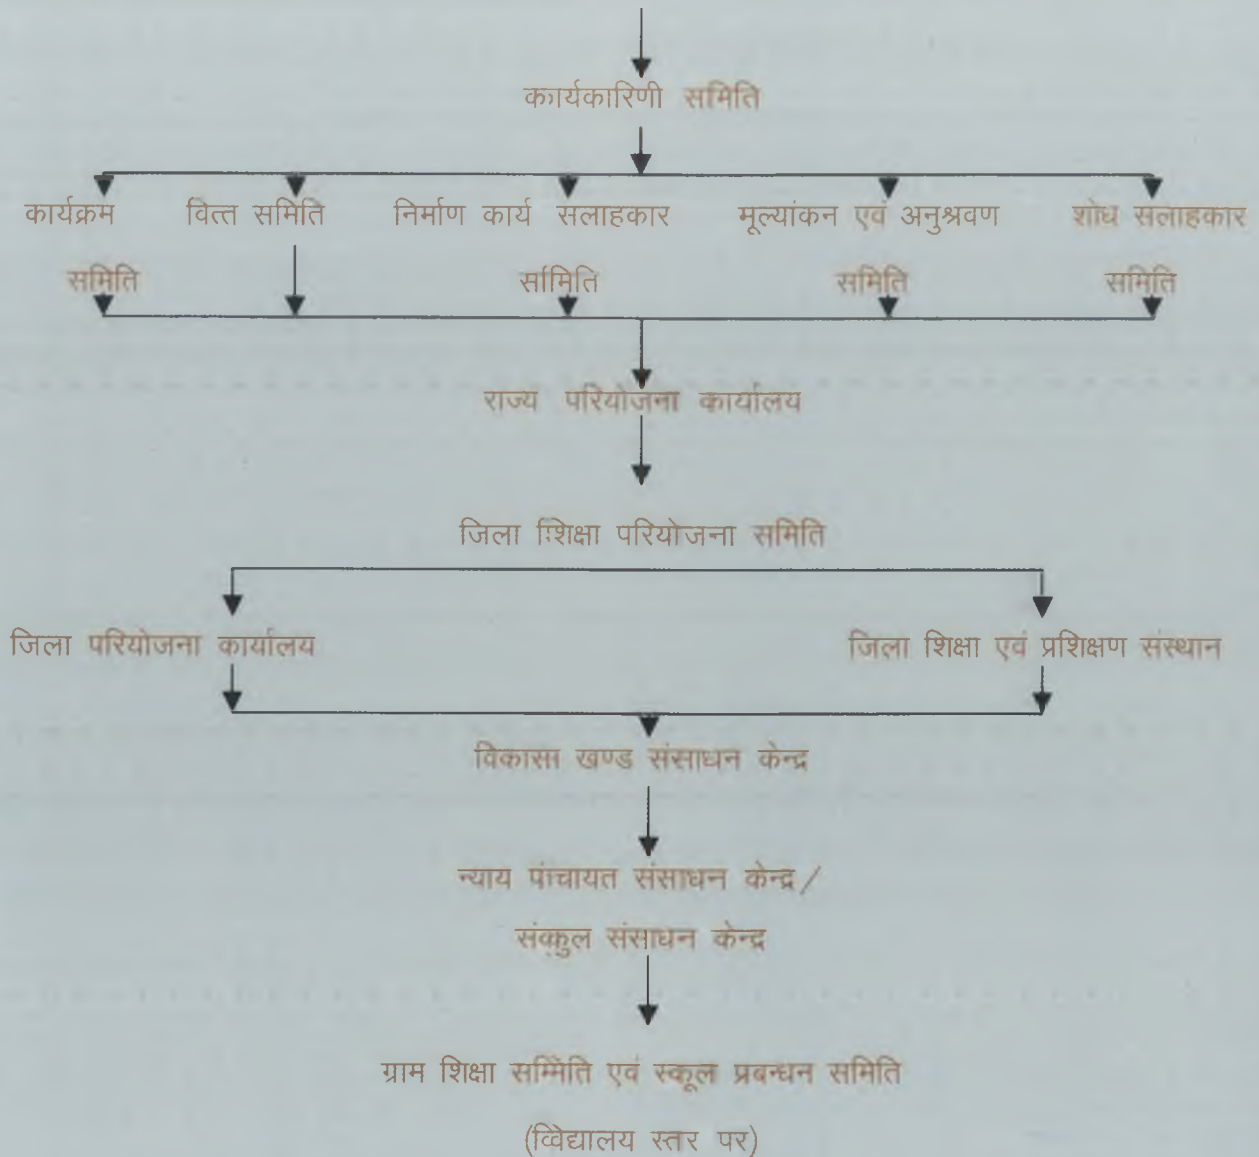 कार्यकारिणी समिति
कार्यक्रम वित्त समिति निर्माण कार्य सलाहकार मूल्यांकन एवं अनुश्रवण शोध सलाहकार
समिति समिति समिति समिति
राज्य परियोजना कार्यालय
जिला शिक्षा परियोजना समिति
जिला परियोजना कार्यालय जिला शिक्षा एवं प्रशिक्षण संस्थान
विकास खण्ड संसाधन केन्द्र
न्याय पंचायत संसाधन केन्द्र/
संकुल संसाधन केन्द्र
ग्राम शिक्षा समिति एवं स्कूल प्रबन्धन समिति
(विद्यालय स्तर पर)